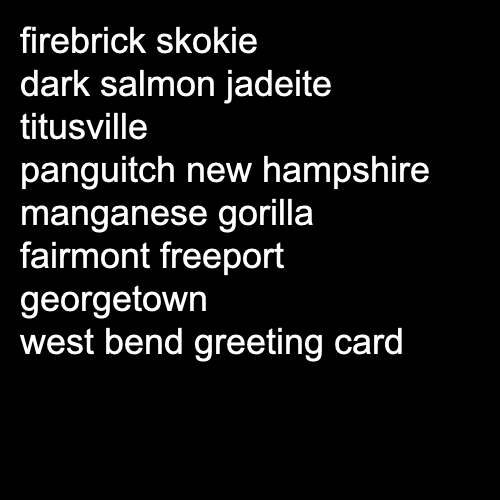 firebrick skokie
dark salmon jadeite
titusville
panguitch new hampshire
manganese gorilla
fairmont freeport
georgetown
west bend greeting card